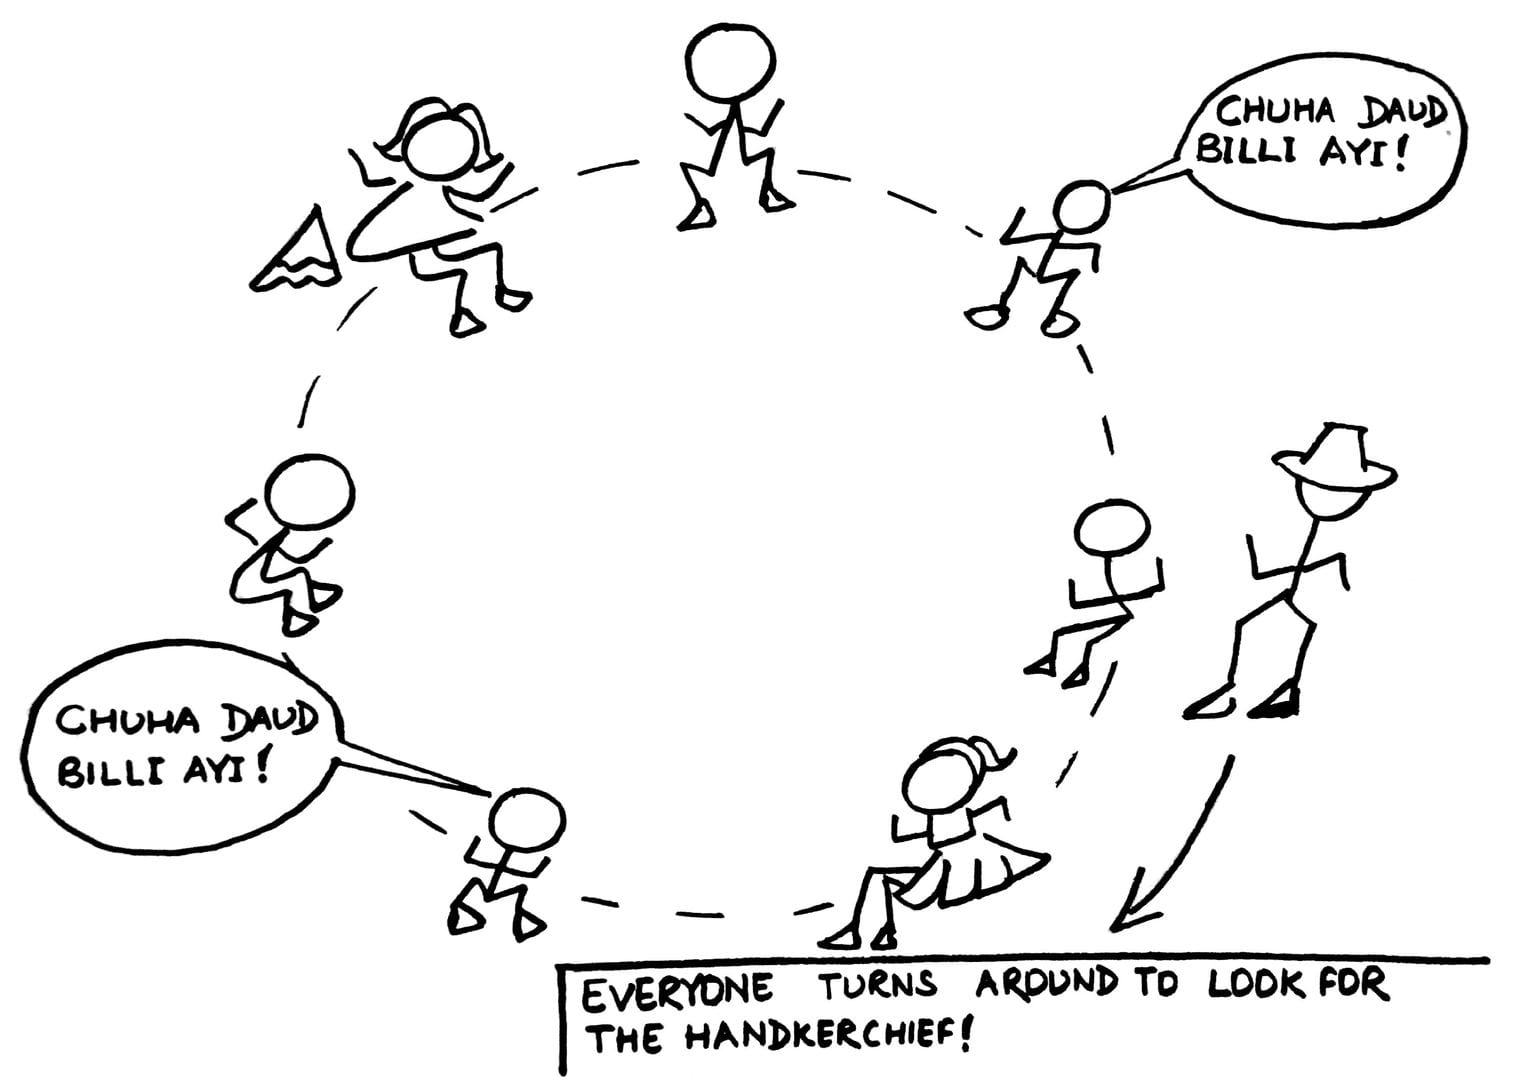 CHUHA DAUD
BILLI AYI!
CHUHA DAUD
BILLI AYI!
EVERYONE TURNS AROUND TO LOOK FOR
THE HANDKERCHIEF!